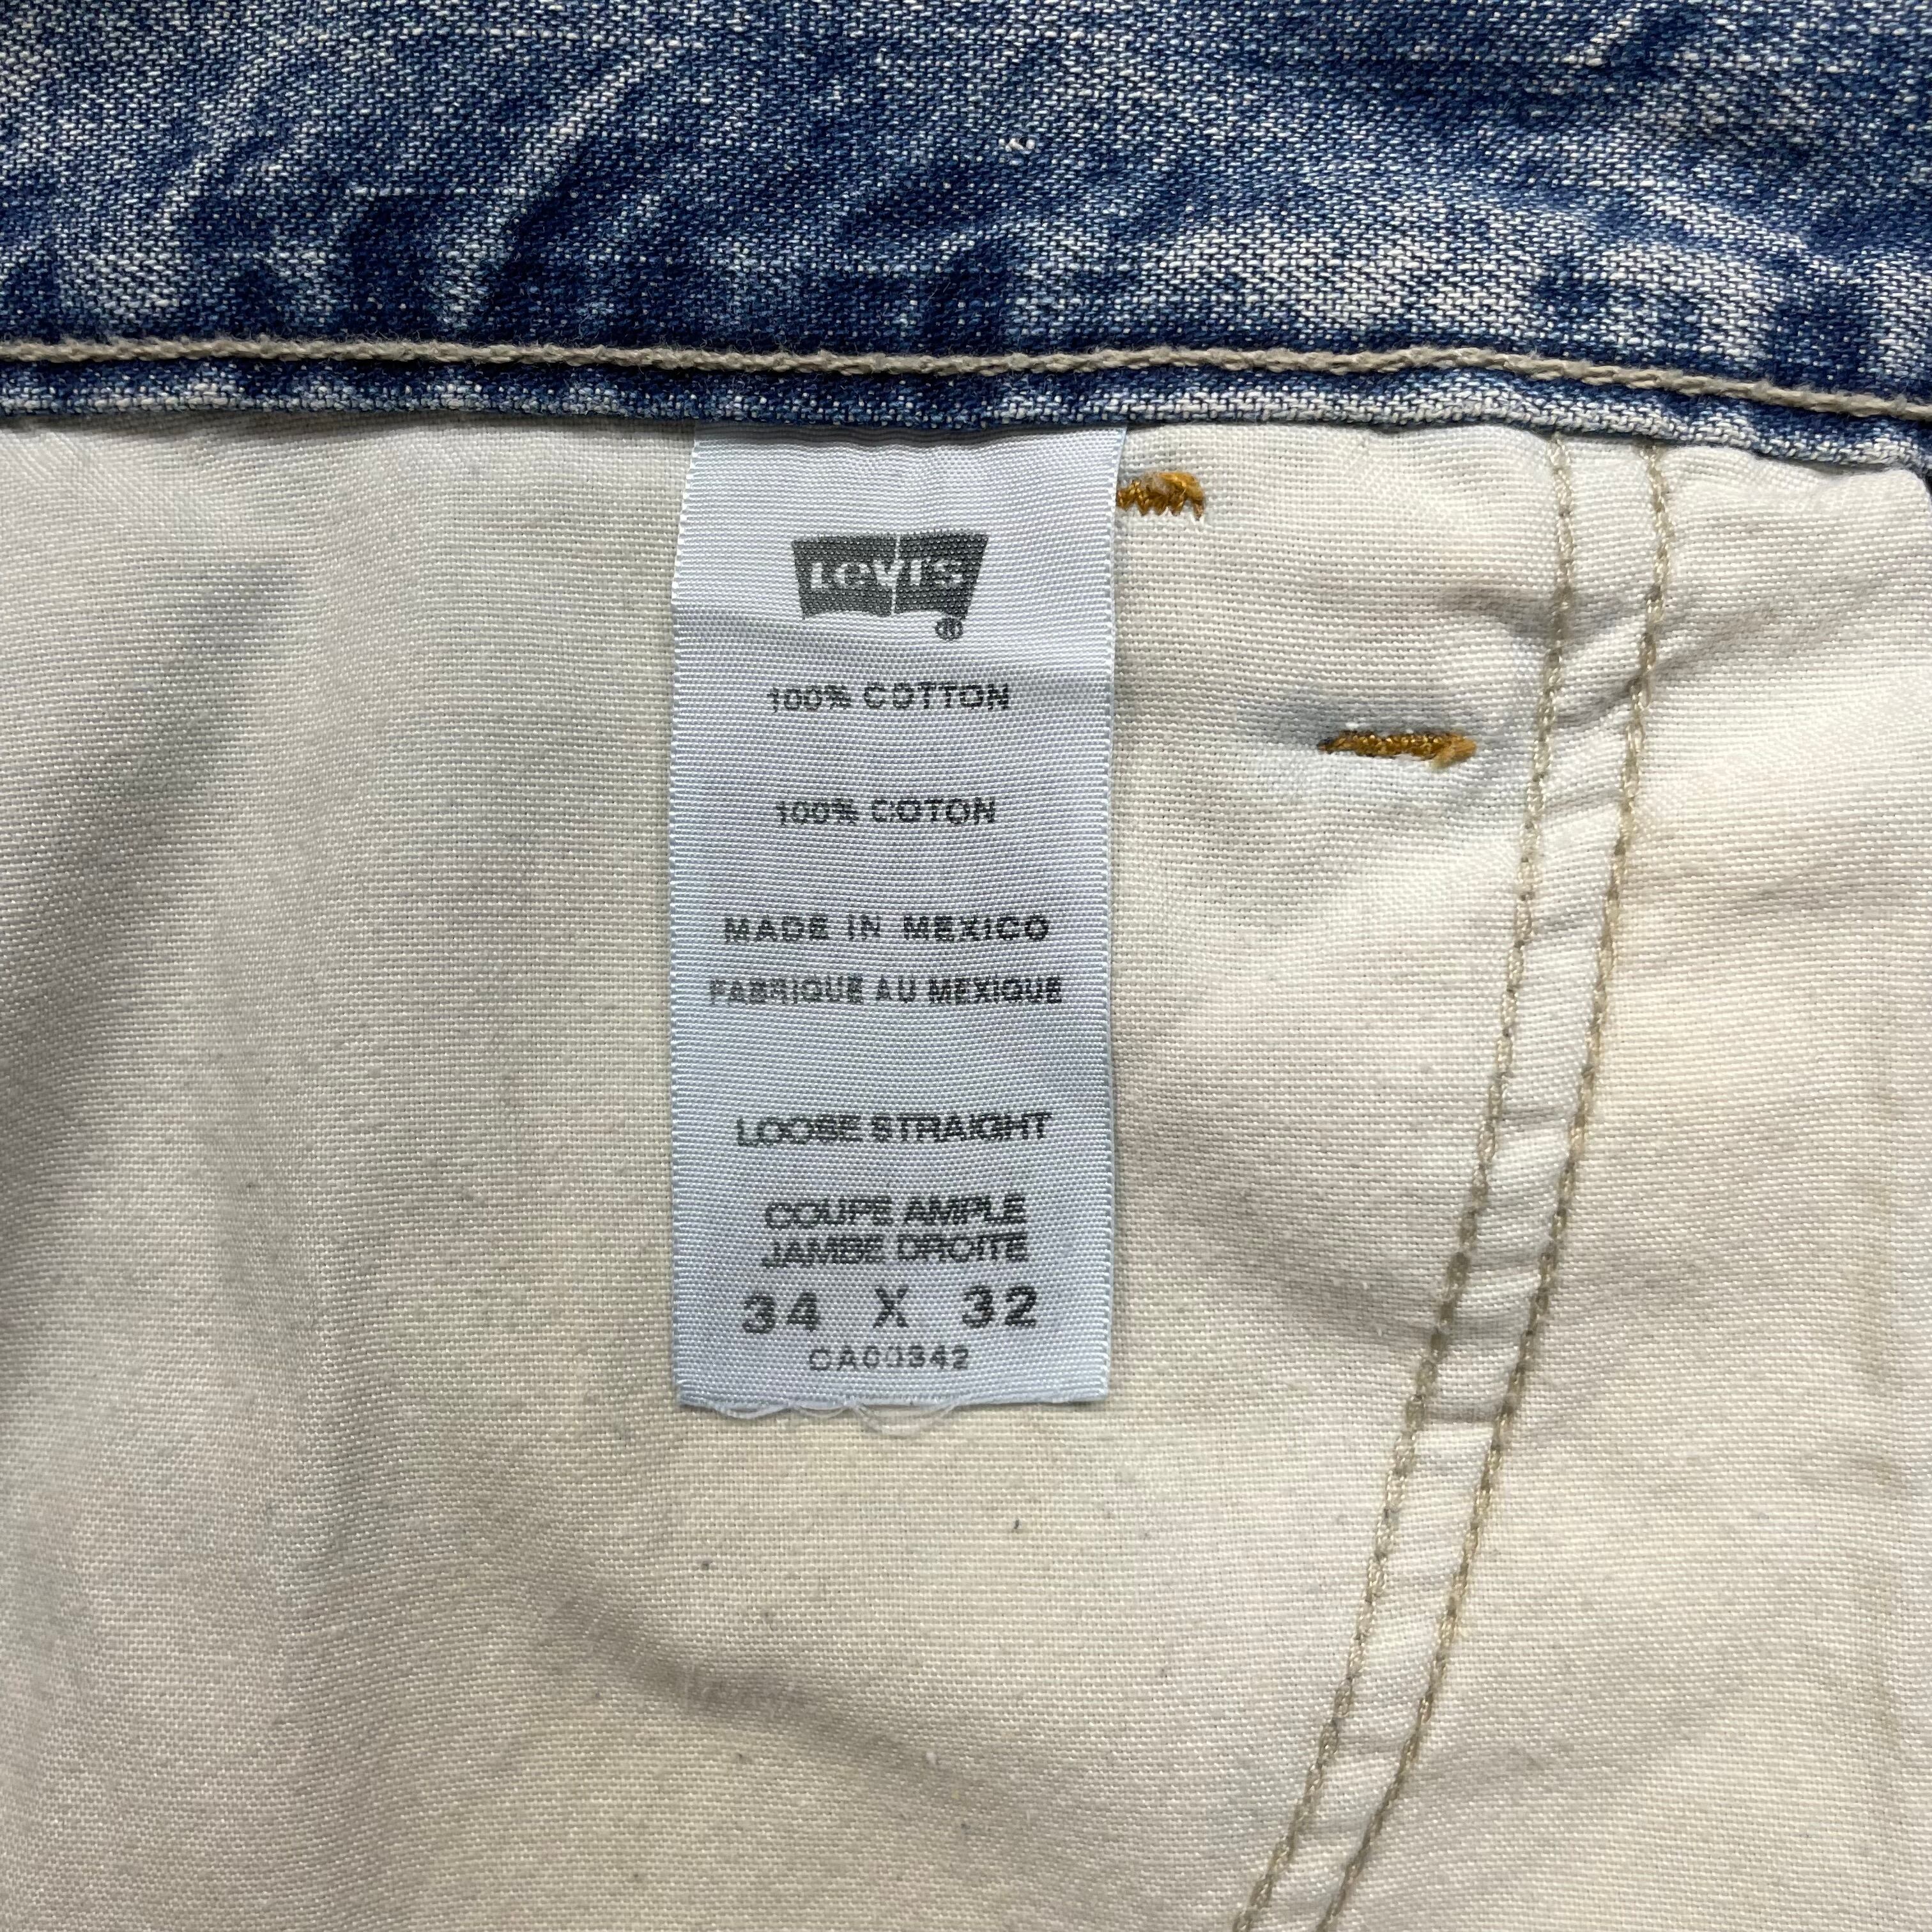 Levi's
®
100% COTTON
100% COTON
MADE IN MEXICO
FABRIQUE AU MEXIQUE
LOOSE STRAIGHT
COUPE AMPLE
JAMBE DROITE
34 X 32
CA00342